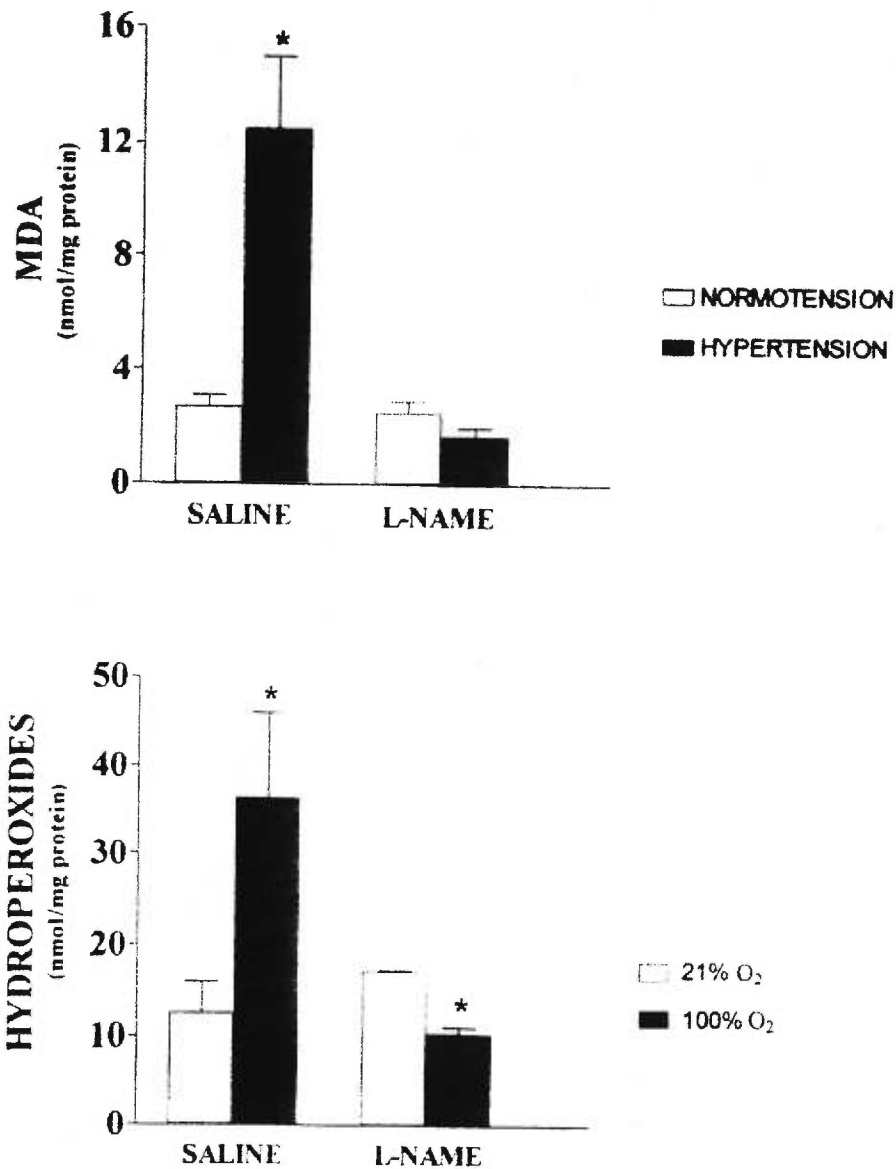 16
*
12
MDA
(nmol/mg protein)
8
NORMOTENSION
HYPERTENSION
4
0
SALINE L-NAME
50
*
40
HYDROPEROXIDES
(nmol/mg protein)
30
20
21% O₂
*
100% O₂
10
0
SALINE L-NAME